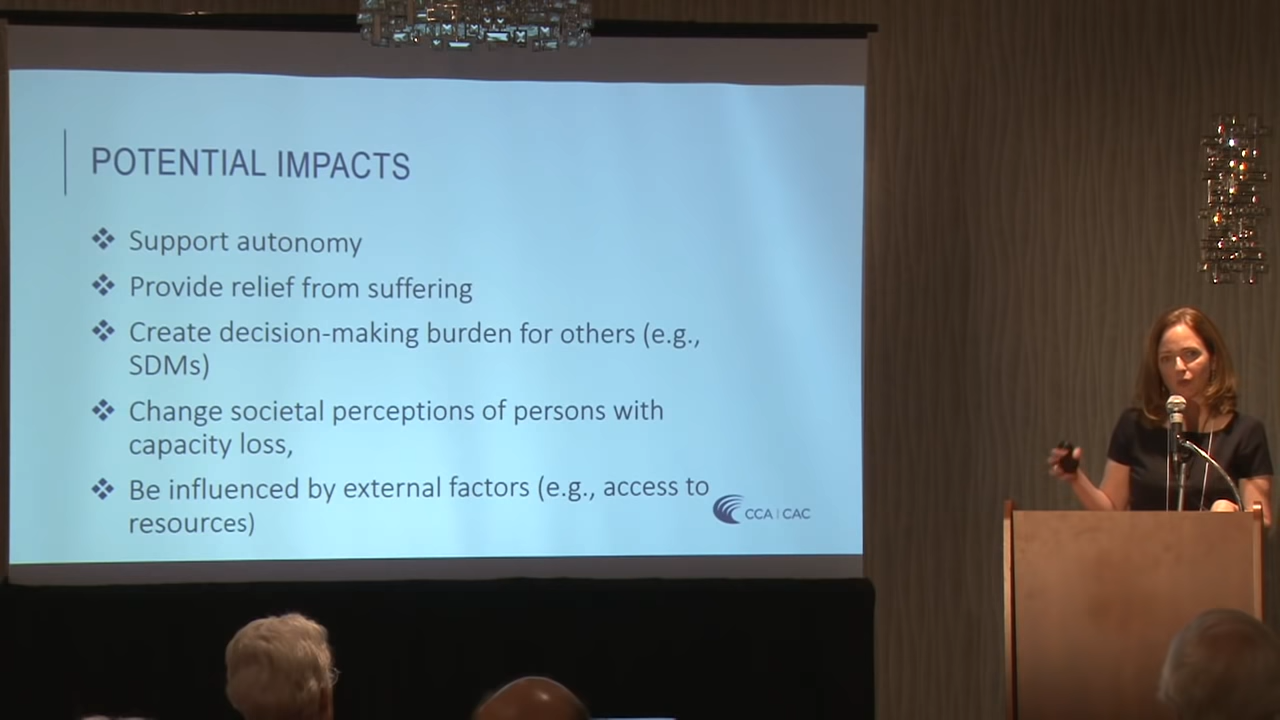 POTENTIAL IMPACTS
❖ Support autonomy
❖ Provide relief from suffering
❖ Create decision-making burden for others (e.g.,
SDMs)
❖ Change societal perceptions of persons with
capacity loss,
❖ Be influenced by external factors (e.g., access to
resources)
CCA | CAC